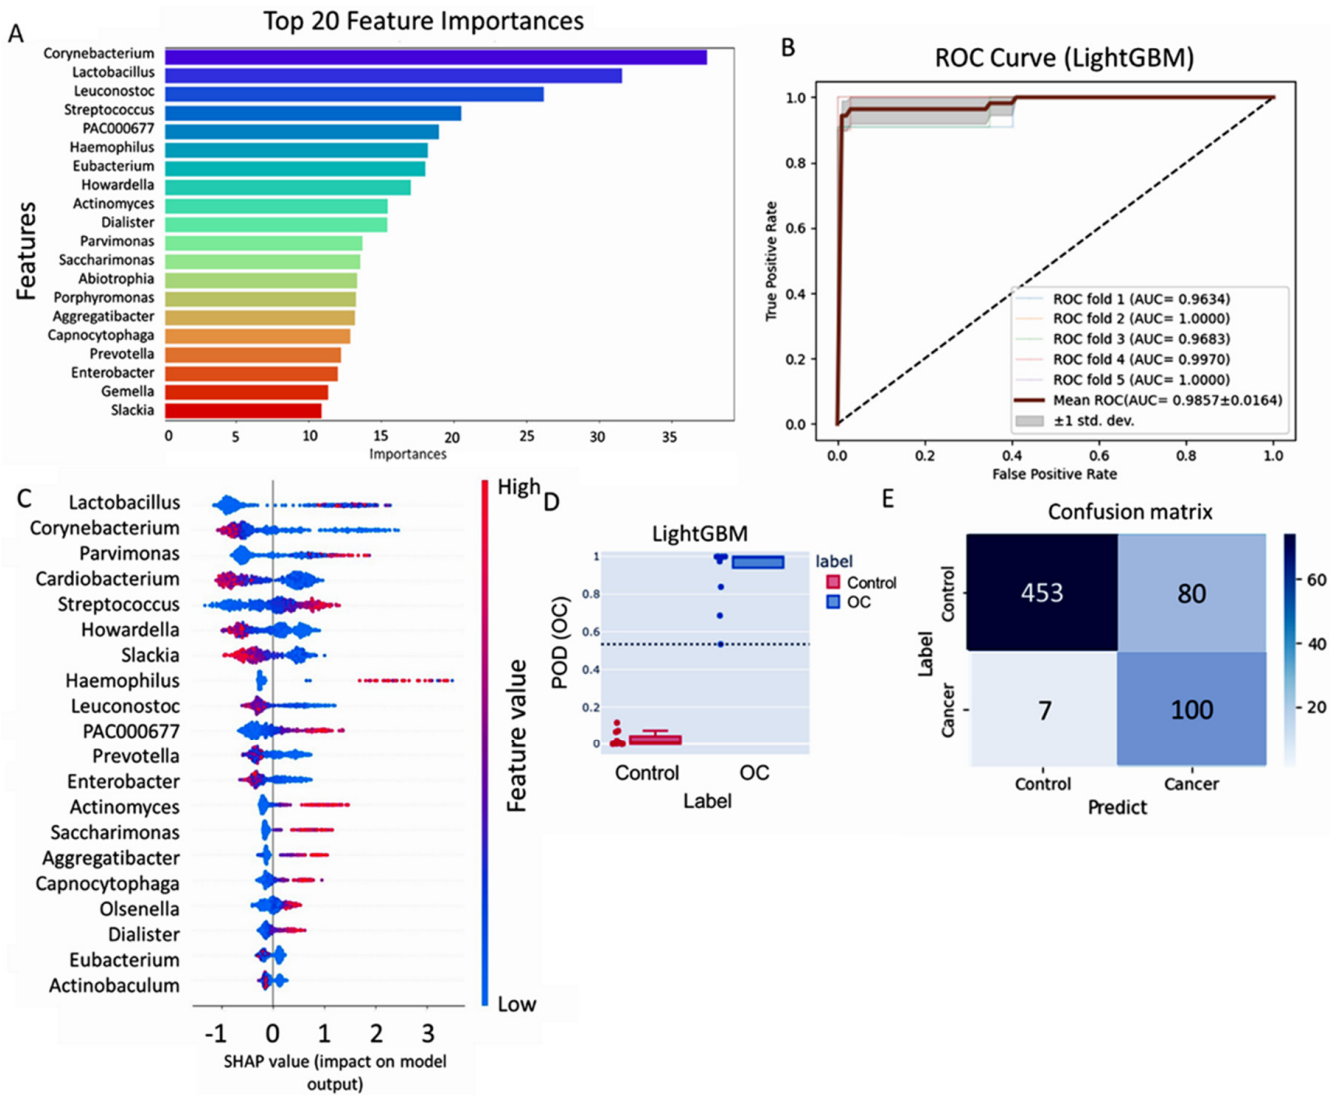 A
Top 20 Feature Importances
Features
Corynebacterium
Lactobacillus
Leuconostoc
Streptococcus
PAC000677
Haemophilus
Eubacterium
Howardella
Actinomyces
Dialister
Parvimonas
Saccharimonas
Abiotrophia
Porphyromonas
Aggregatibacter
Capnocytophaga
Prevotella
Enterobacter
Gemella
Slackia
0 5 10 15 20 25 30 35
Importances
B
ROC Curve (LightGBM)
True Positive Rate
1.0
0.8
0.6
0.4
0.2
0.0
ROC fold 1 (AUC= 0.9634)
ROC fold 2 (AUC= 1.0000)
ROC fold 3 (AUC= 0.9683)
ROC fold 4 (AUC= 0.9970)
ROC fold 5 (AUC= 1.0000)
Mean ROC(AUC= 0.9857±0.0164)
±1 std. dev.
0.0 0.2 0.4 0.6 0.8 1.0
False Positive Rate
C
Lactobacillus
Corynebacterium
Parvimonas
Cardiobacterium
Streptococcus
Howardella
Slackia
Haemophilus
Leuconostoc
PAC000677
Prevotella
Enterobacter
Actinomyces
Saccharimonas
Aggregatibacter
Capnocytophaga
Olsenella
Dialister
Eubacterium
Actinobaculum
-1 0 1 2 3
SHAP value (impact on model
output)
High
Feature value
Low
D
LightGBM
POD (OC)
1
0.8
0.6
0.4
0.2
0
Control OC
Label
label
Control
OC
E
Confusion matrix
Label
Control
Cancer
453 80
7 100
Control Cancer
Predict
60
40
20